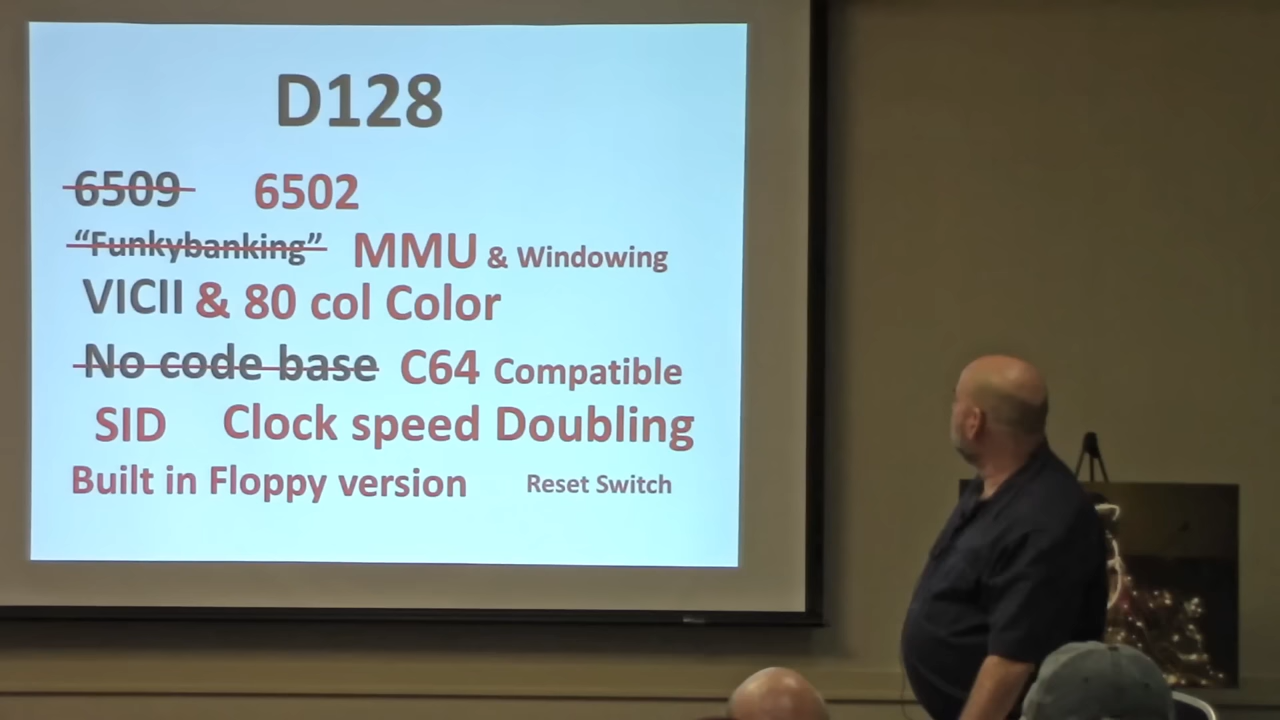 D128
6509 6502
“Funkybanking” MMU & Windowing
VICII & 80 col Color
No code base C64 Compatible
SID Clock speed Doubling
Built in Floppy version Reset Switch